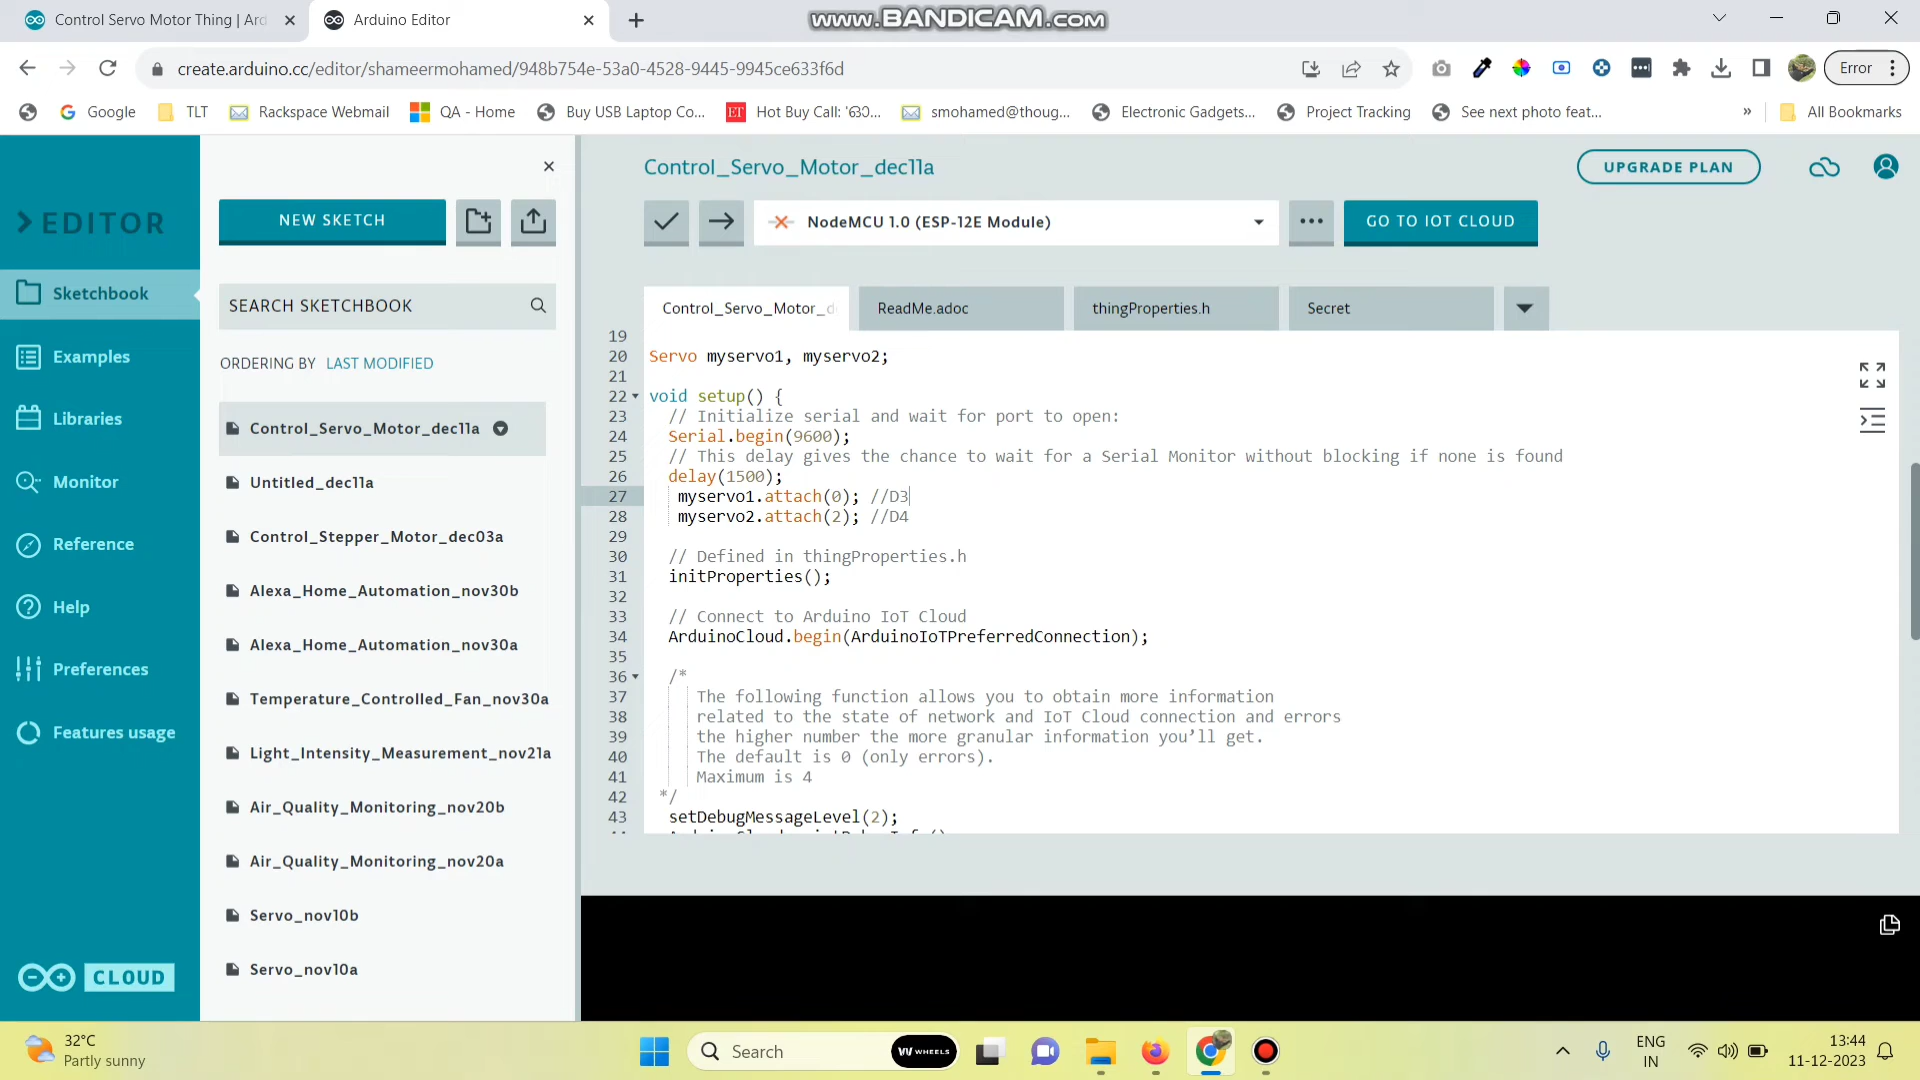 Control Servo Motor Thing | Ard
Arduino Editor
www.BANDICAM.com
create.arduino.cc/editor/shameermohamed/948b754e-53a0-4528-9445-9945ce633f6d
Error
Google
TLT
Rackspace Webmail
QA - Home
Buy USB Laptop Co...
ET
Hot Buy Call: 'ഓ...
smohamed@thoug...
Electronic Gadgets...
Project Tracking
See next photo feat...
»
All Bookmarks
EDITOR
Sketchbook
Examples
Libraries
Monitor
Reference
Help
Preferences
Features usage
CLOUD
NEW SKETCH
SEARCH SKETCHBOOK
ORDERING BY LAST MODIFIED
Control_Servo_Motor_dec11a
Untitled_dec11a
Control_Stepper_Motor_dec03a
Alexa_Home_Automation_nov30b
Alexa_Home_Automation_nov30a
Temperature_Controlled_Fan_nov30a
Light_Intensity_Measurement_nov21a
Air_Quality_Monitoring_nov20b
Air_Quality_Monitoring_nov20a
Servo_nov10b
Servo_nov10a
Control_Servo_Motor_dec11a
UPGRADE PLAN
NodeMCU 1.0 (ESP-12E Module)
GO TO IOT CLOUD
Control_Servo_Motor_d
ReadMe.adoc
thingProperties.h
Secret
19
20 Servo myservo1, myservo2;
21
22 void setup() {
23 // Initialize serial and wait for port to open:
24 Serial.begin(9600);
25 // This delay gives the chance to wait for a Serial Monitor without blocking if none is found
26 delay(1500);
27 myservo1.attach(0); //D3
28 myservo2.attach(2); //D4
29
30 // Defined in thingProperties.h
31 initProperties();
32
33 // Connect to Arduino IoT Cloud
34 ArduinoCloud.begin(ArduinoIoTPreferredConnection);
35
36 /*
37 The following function allows you to obtain more information
38 related to the state of network and IoT Cloud connection and errors
39 the higher number the more granular information you’ll get.
40 The default is 0 (only errors).
41 Maximum is 4
42 */
43 setDebugMessageLevel(2);
32°C
Partly sunny
Search
WHEELS
ENG
IN
13:44
11-12-2023